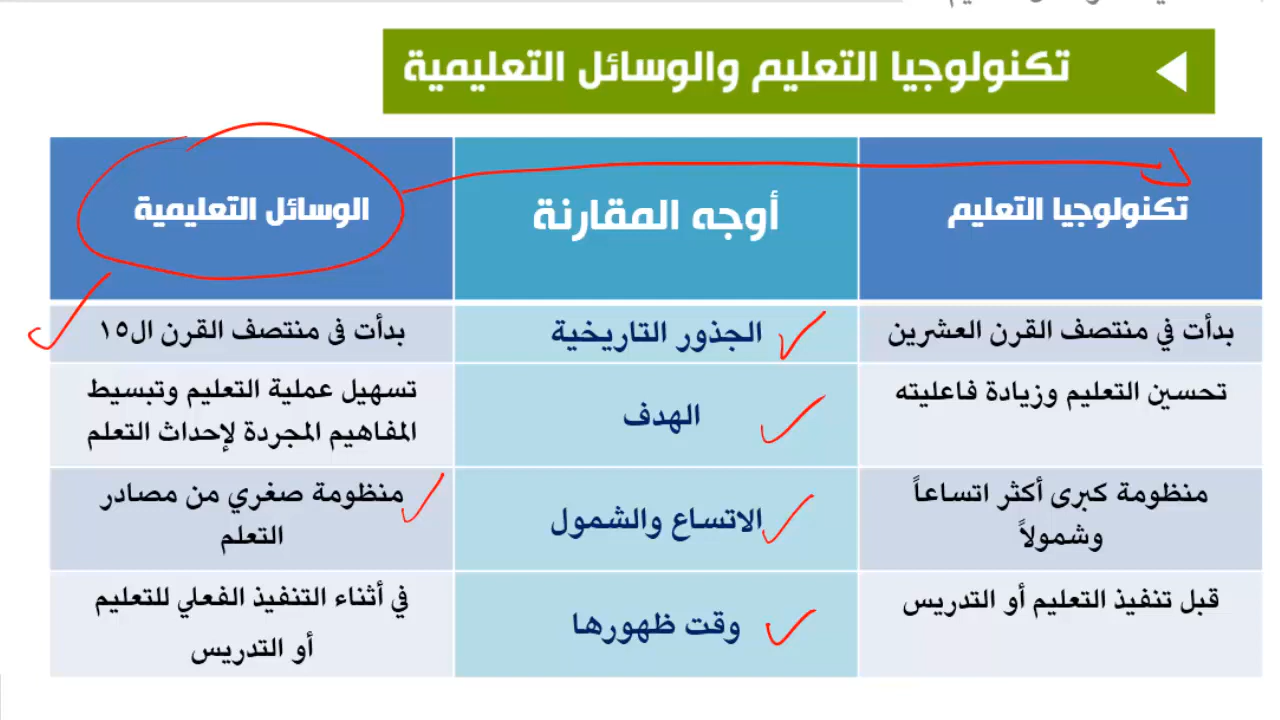 تكنولوجيا التعليم والوسائل التعليمية
تكنولوجيا التعليم
أوجه المقارنة
الوسائل التعليمية
بدأت في منتصف القرن العشرين
الجذور التاريخية
بدأت فى منتصف القرن ال١٥
تحسين التعليم وزيادة فاعليته
الهدف
تسهيل عملية التعليم وتبسيط
المفاهيم المجردة لإحداث التعلم
منظومة كبرى أكثر اتساعاً
وشمولاً
الاتساع والشمول
منظومة صغري من مصادر
التعلم
قبل تنفيذ التعليم أو التدريس
وقت ظهورها
في أثناء التنفيذ الفعلي للتعليم
أو التدريس